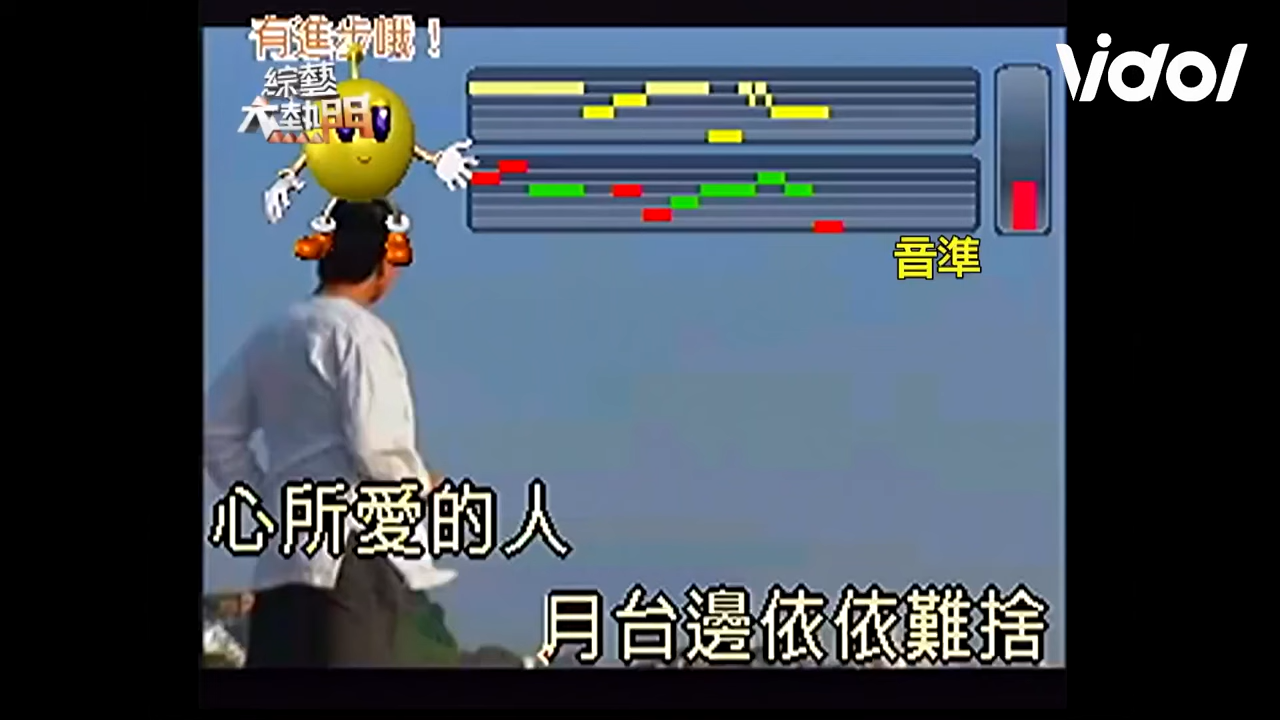 有進步哦！
綜藝
大熱門
Vidol
音準
心所愛的人
月台邊依依難捨